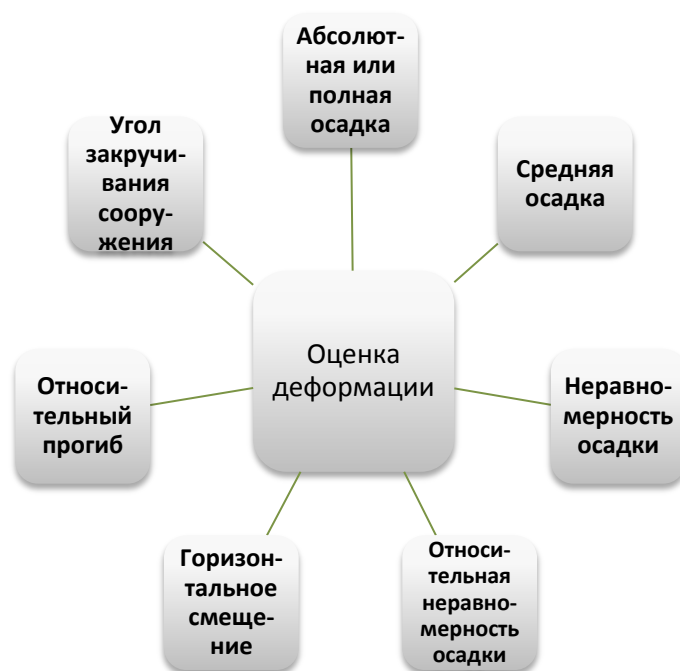 Абсолют-
ная или
полная
осадка
Средняя
осадка
Неравно-
мерность
осадки
Относи-
тельная
неравно-
мерность
осадки
Горизон-
тальное
смеще-
ние
Относи-
тельный
прогиб
Угол
закручи-
вания
соору-
жения
Оценка
деформации